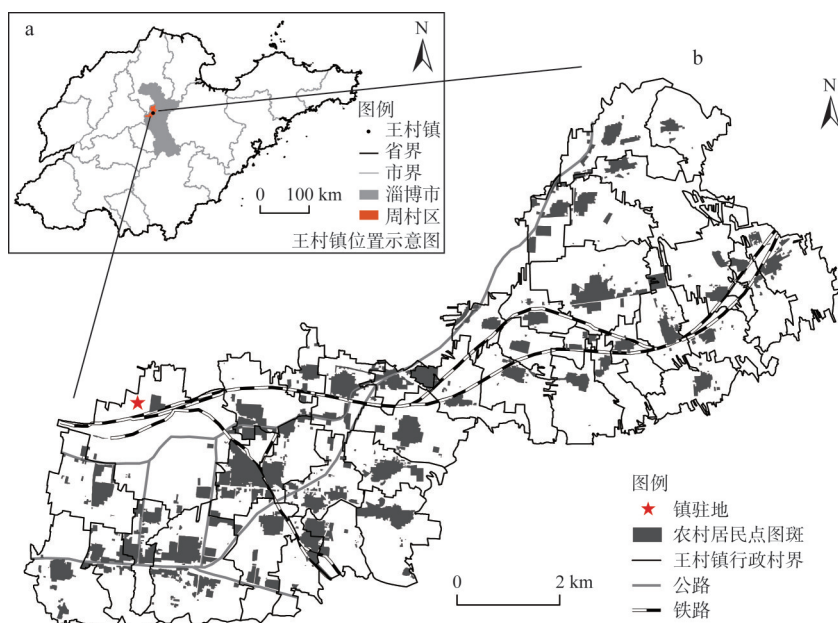 a
N
图例
王村镇
省界
市界
淄博市
周村区
0 100 km
王村镇位置示意图
b
N
图例
镇驻地
农村居民点图斑
王村镇行政村界
公路
铁路
0 2 km